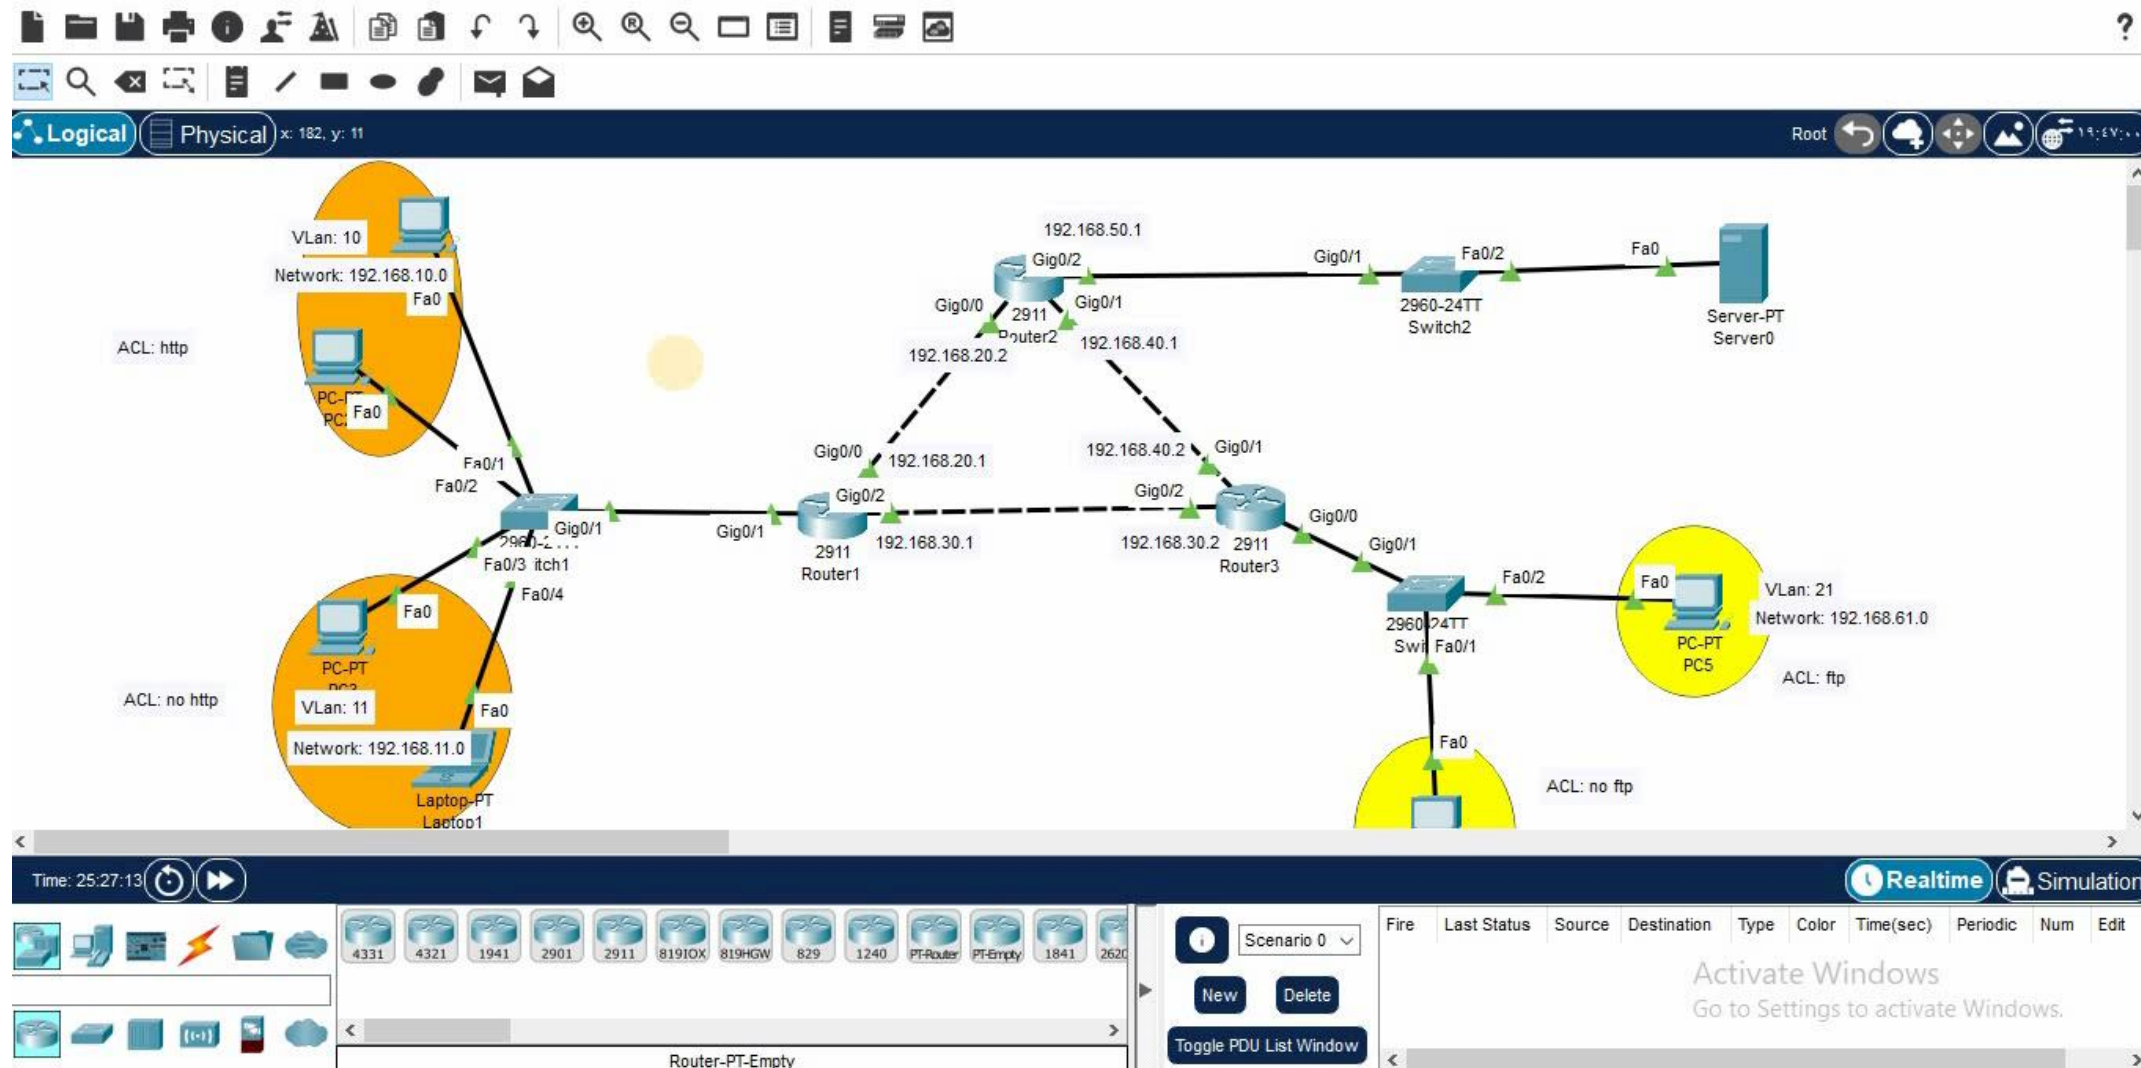 ?
Logical
Physical
x: 182, y: 11
Root
١٩:٤٧:٠٠
VLan: 10
Network: 192.168.10.0
Fa0
ACL: http
Fa0
Fa0/1
Fa0/2
Gig0/1
Fa0/3
itch1
Fa0/4
Fa0
PC-PT
VLan: 11
ACL: no http
Network: 192.168.11.0
Fa0
Laptop-PT
Laptop1
Gig0/1
Gig0/0
192.168.20.1
Gig0/2
2911
Router1
192.168.30.1
192.168.50.1
Gig0/2
Gig0/0
Gig0/1
2911
Router2
192.168.20.2
192.168.40.1
Gig0/1
Fa0/2
2960-24TT
Switch2
Fa0
Server-PT
Server0
192.168.40.2
Gig0/1
Gig0/2
192.168.30.2
2911
Router3
Gig0/0
Gig0/1
2960-24TT
Fa0/1
Fa0/2
Fa0
PC-PT
PC5
VLan: 21
Network: 192.168.61.0
ACL: ftp
Fa0
ACL: no ftp
Time: 25:27:13
Realtime
Simulation
4331 4321 1941 2901 2911 819IOX 819HGW 829 1240 PT-Router PT-Empty 1841
Router-PT-Empty
Scenario 0
New Delete
Toggle PDU List Window
Fire Last Status Source Destination Type Color Time(sec) Periodic Num Edit
Activate Windows
Go to Settings to activate Windows.